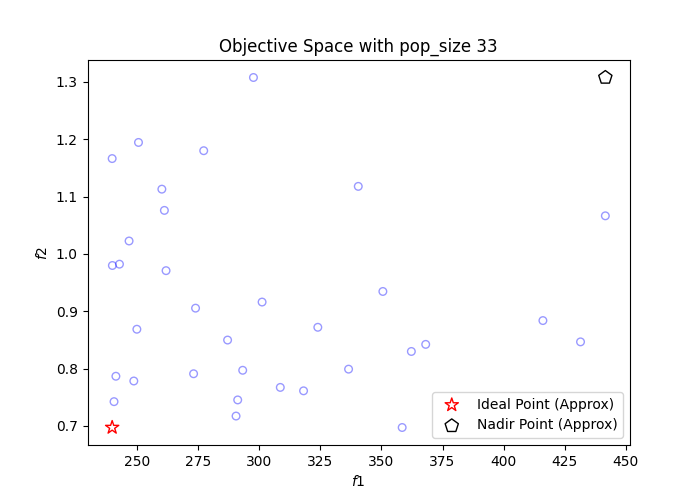 Objective Space with pop_size 33
f2
1.3
1.2
1.1
1.0
0.9
0.8
0.7
Ideal Point (Approx)
Nadir Point (Approx)
250 275 300 325 350 375 400 425 450
f1